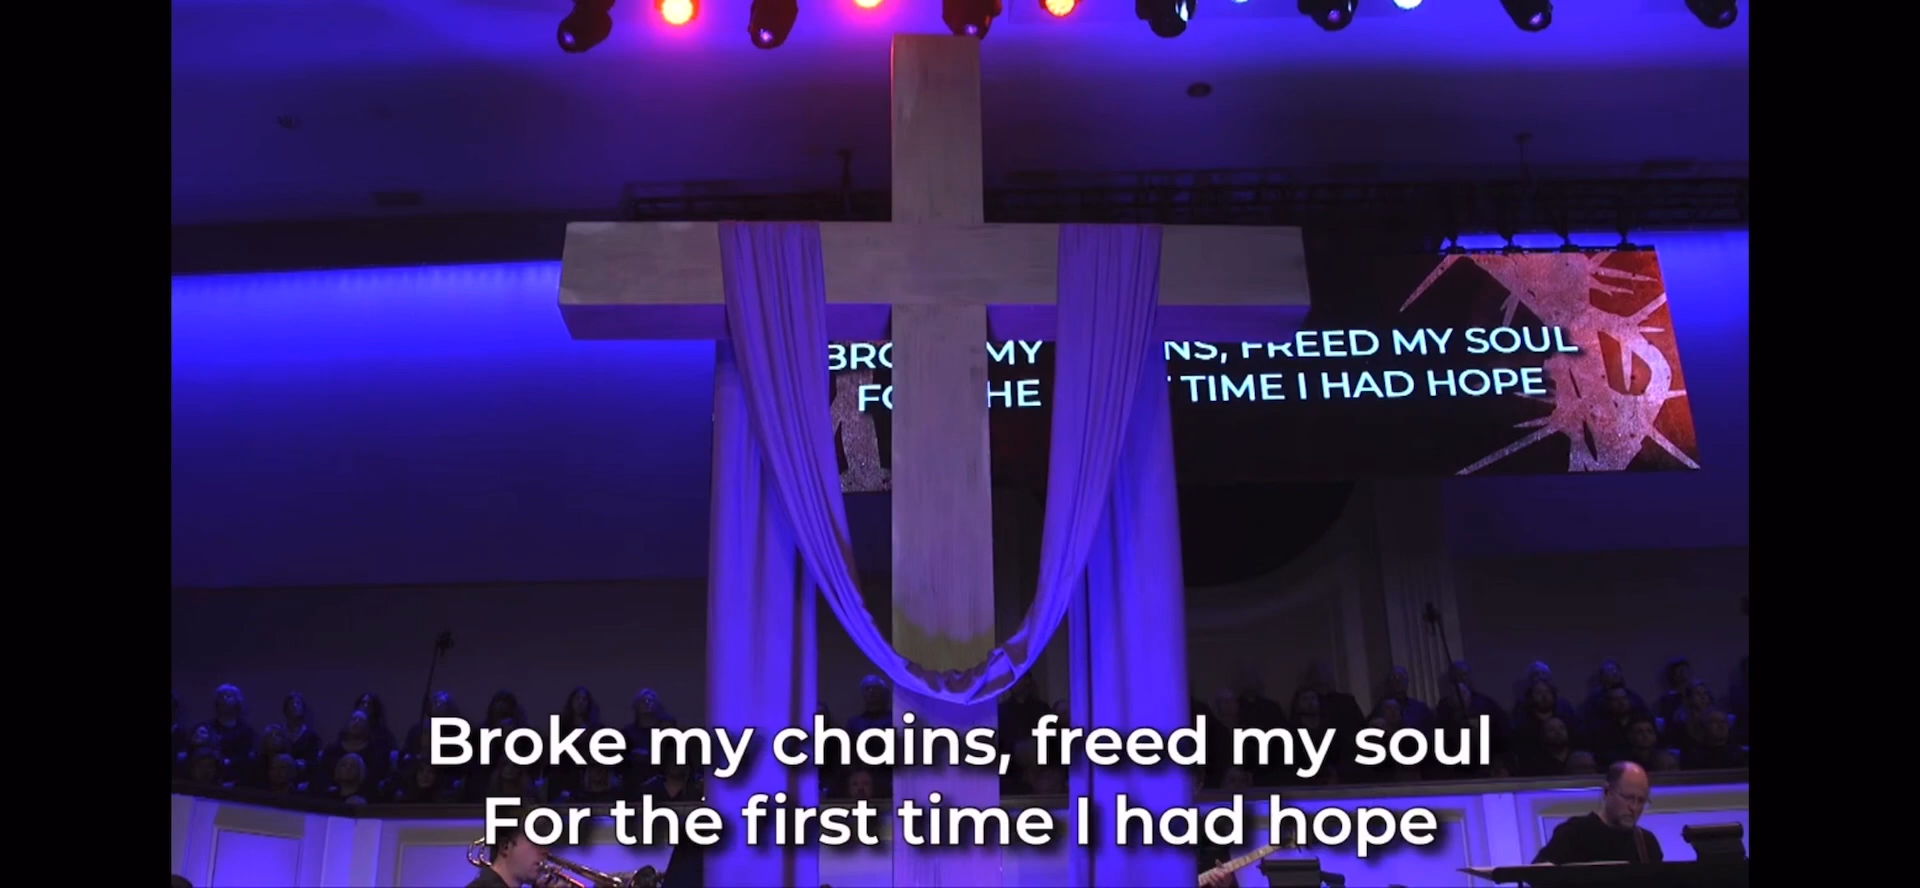 BRO MY NS, FREED MY SOUL
FO HE TIME I HAD HOPE
Broke my chains, freed my soul
For the first time I had hope